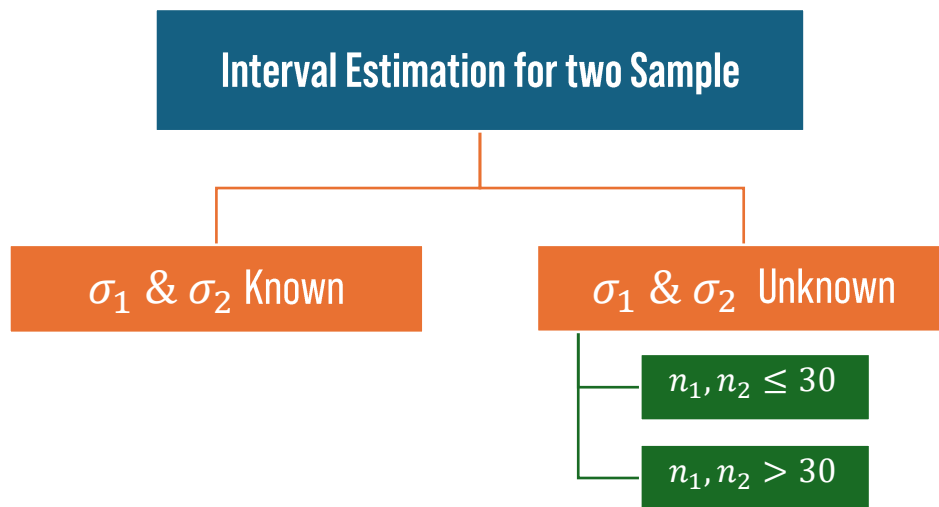 Interval Estimation for two Sample
σ₁ & σ₂ Known
σ₁ & σ₂ Unknown
n₁, n₂ ≤ 30
n₁, n₂ > 30